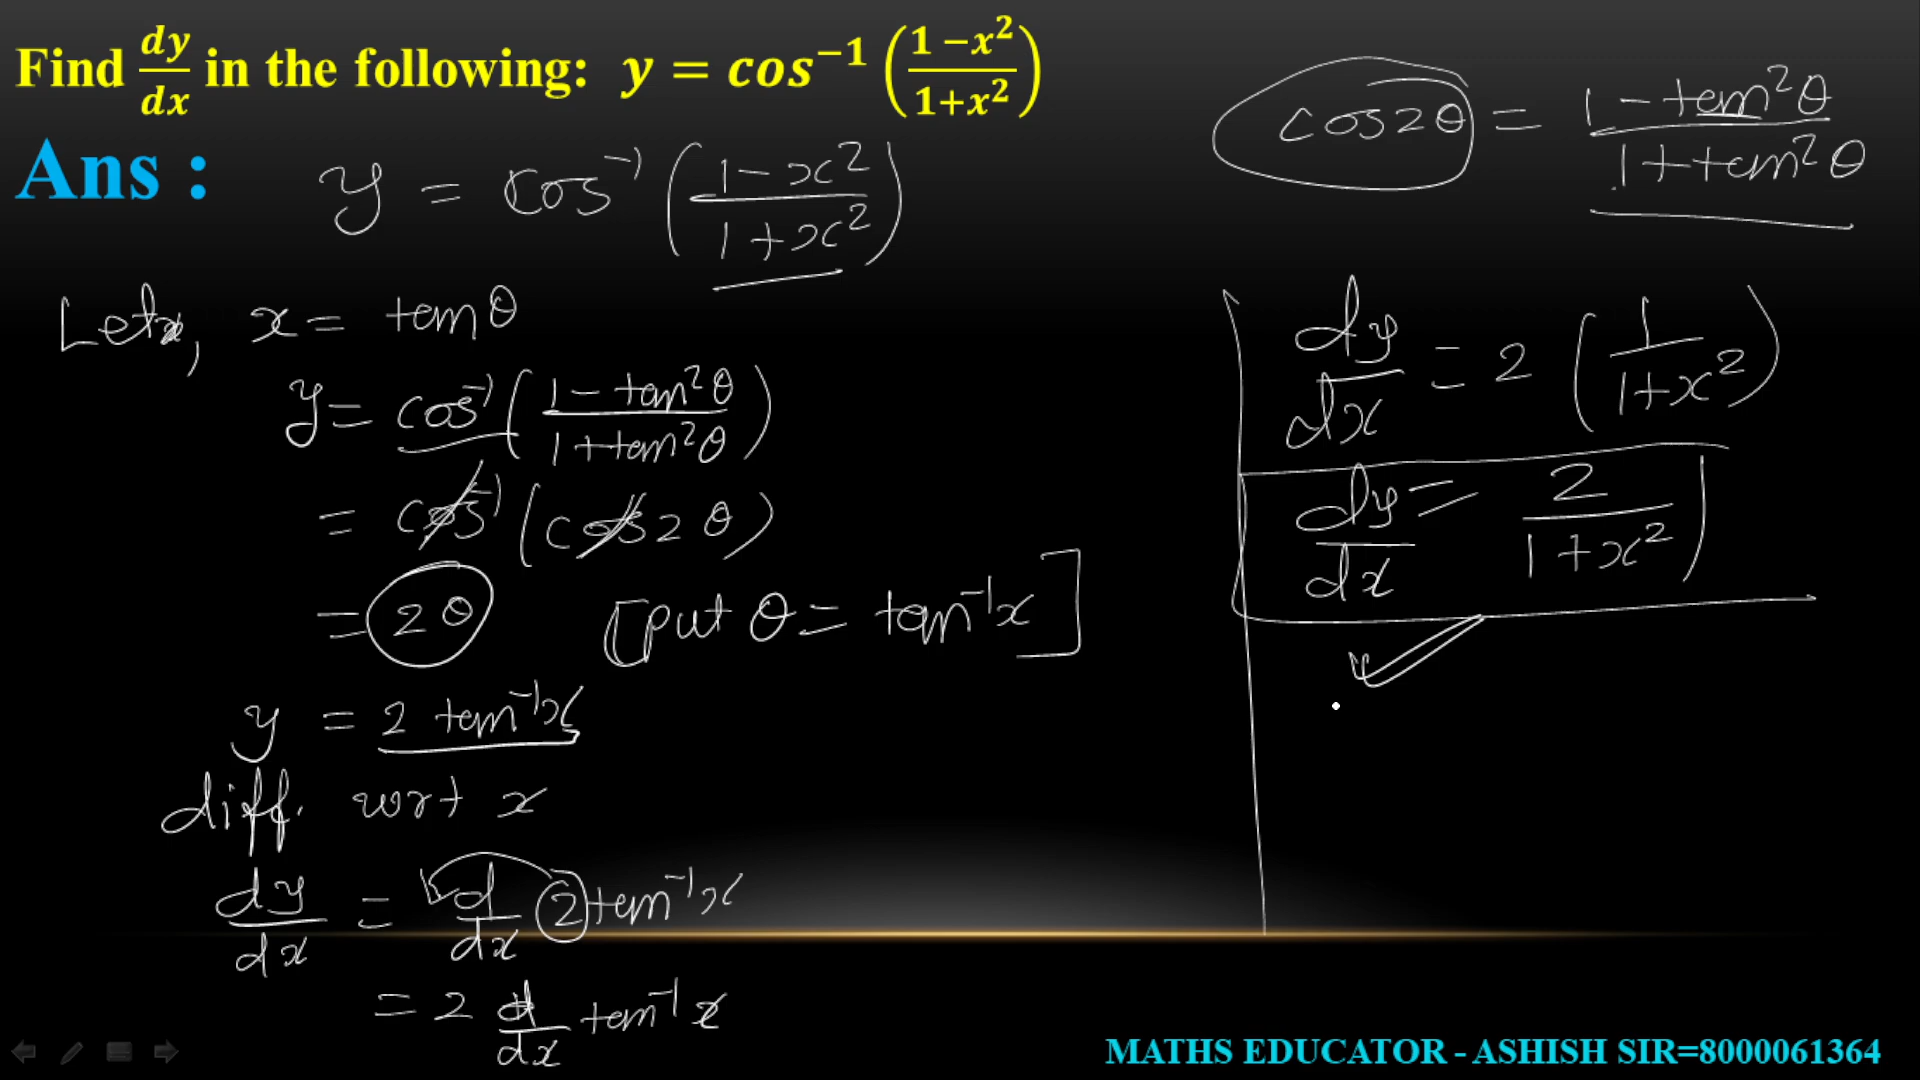 Find dy/dx in the following: y = cos⁻¹ ((1 − x²)/(1+x²))
Ans :
y = cos⁻¹ ((1 − x²)/(1 + x²))
cos2θ = (1 − tan²θ)/(1 + tan²θ)
Let, x = tanθ
y = cos⁻¹ ((1 − tan²θ)/(1 + tan²θ))
= cos⁻¹ (cos 2θ)
= 2θ [put θ = tan⁻¹x]
y = 2 tan⁻¹x
diff. wrt x
dy/dx = d/dx 2 tan⁻¹x
= 2 d/dx tan⁻¹x
dy/dx = 2 (1/(1+x²))
dy/dx = 2/(1+x²)
MATHS EDUCATOR - ASHISH SIR=8000061364